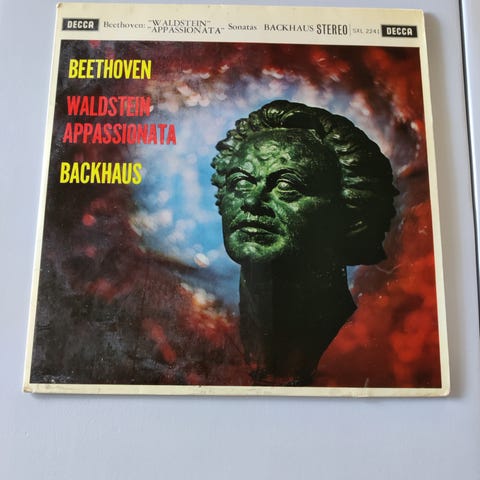 DECCA Beethoven: "WALDSTEIN" "APPASSIONATA" Sonatas - BACKHAUS STEREO SXL 2241 DECCA
BEETHOVEN
WALDSTEIN
APPASSIONATA
BACKHAUS